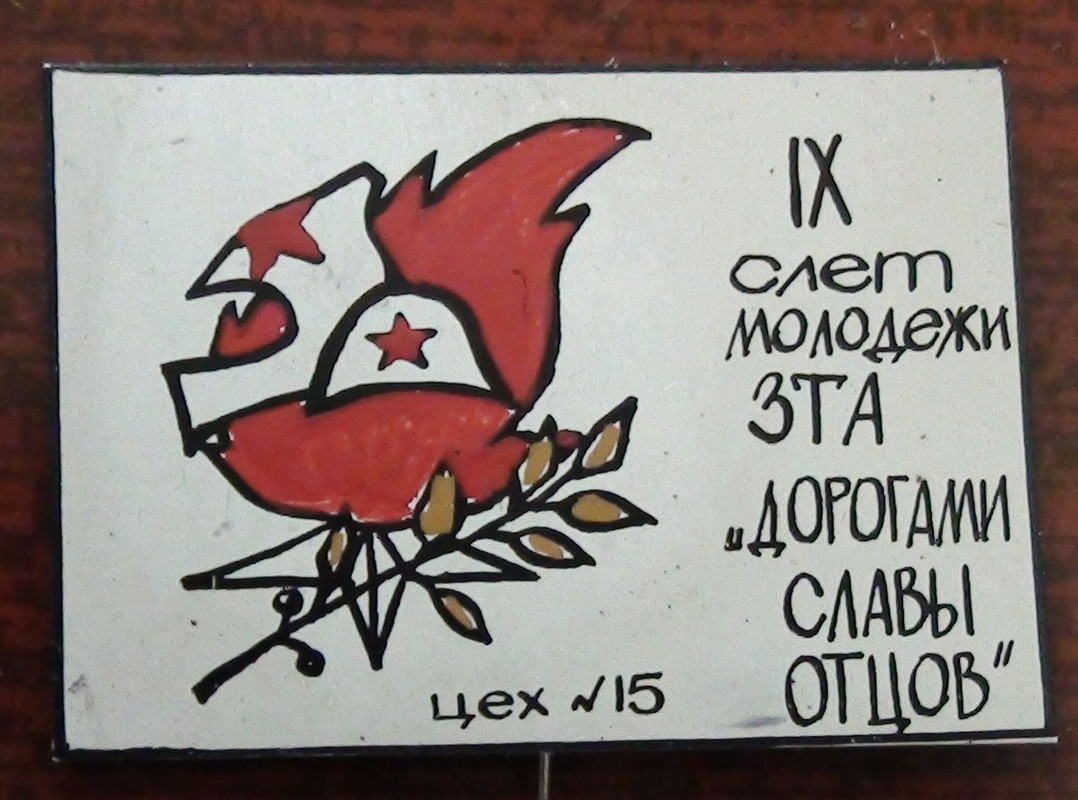 IX
слет
молодежи
ЗТА
„ДОРОГАМИ
СЛАВЫ
ОТЦОВ"
цех №15